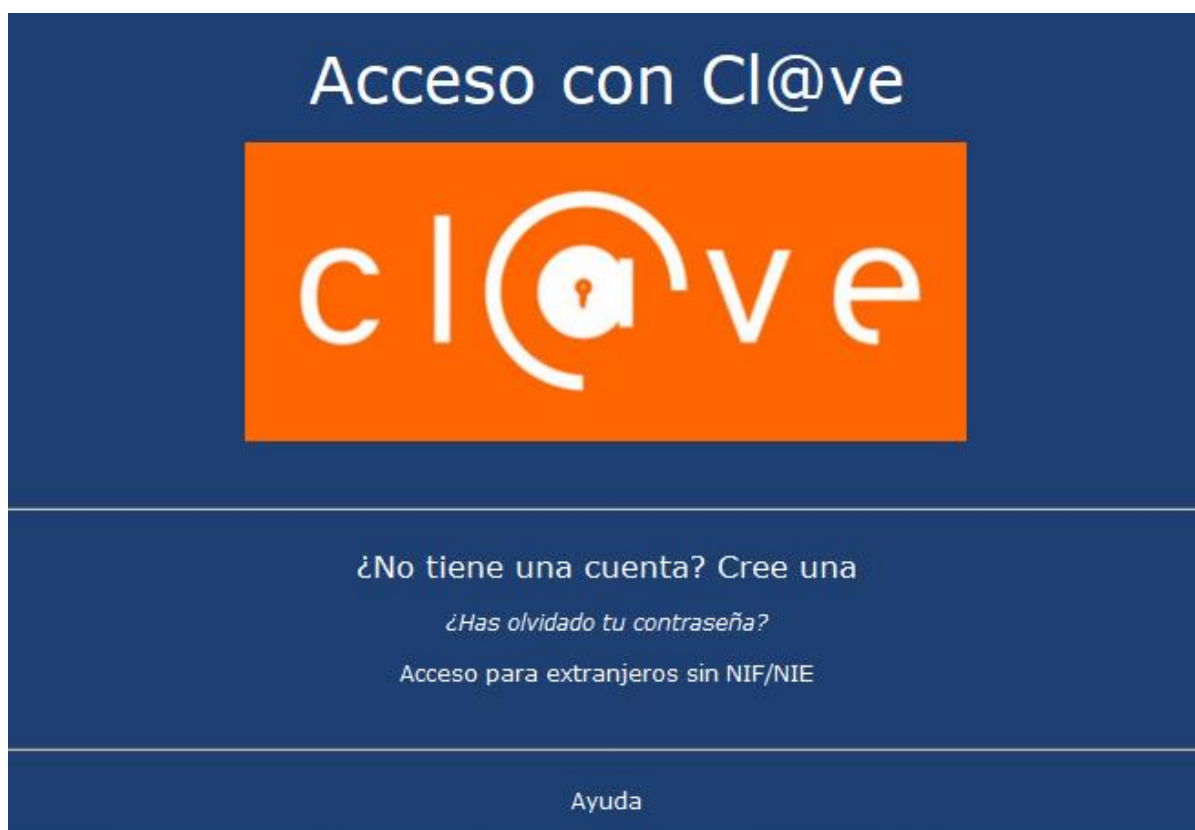 Acceso con Cl@ve
cl@ve
¿No tiene una cuenta? Cree una
¿Has olvidado tu contraseña?
Acceso para extranjeros sin NIF/NIE
Ayuda